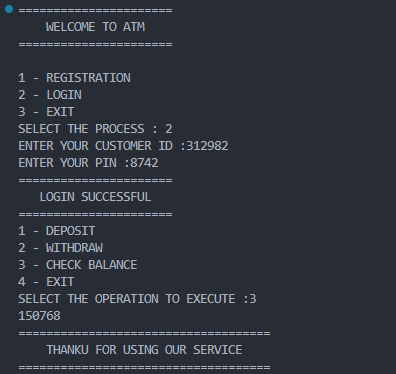 ======================
WELCOME TO ATM
======================
1 - REGISTRATION
2 - LOGIN
3 - EXIT
SELECT THE PROCESS : 2
ENTER YOUR CUSTOMER ID :312982
ENTER YOUR PIN :8742
======================
LOGIN SUCCESSFUL
======================
1 - DEPOSIT
2 - WITHDRAW
3 - CHECK BALANCE
4 - EXIT
SELECT THE OPERATION TO EXECUTE :3
150768
====================================
THANKU FOR USING OUR SERVICE
====================================